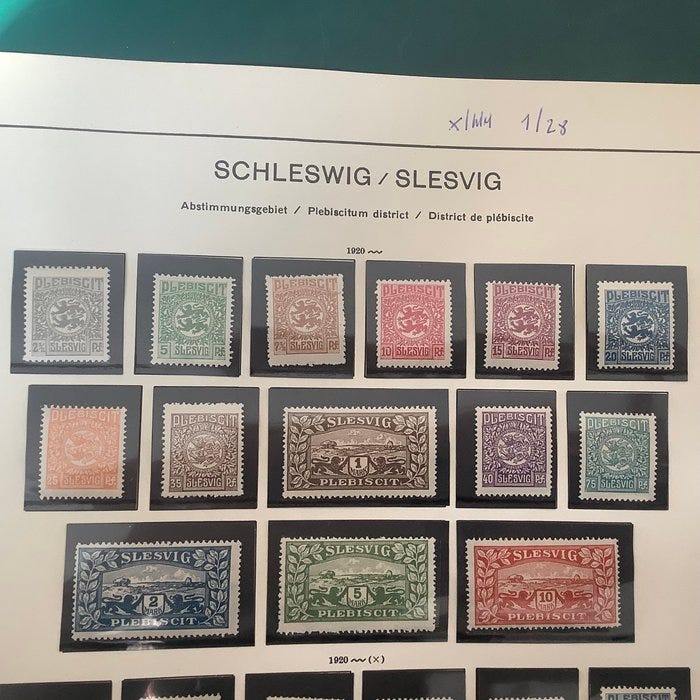 x/My 1/28
SCHLESWIG / SLESVIG
Abstimmungsgebiet / Plebiscitum district / District de plébiscite
1920
PLEBISCIT PLEBISCIT PLEBISCIT PLEBISCIT PLEBISCIT PLEBISCIT
2½ SLESVIG Pf. 5 SLESVIG Pf. 7½ SLESVIG Pf. 10 SLESVIG Pf. 15 SLESVIG Pf. 20 SLESVIG Pf.
PLEBISCIT PLEBISCIT SLESVIG PLEBISCIT PLEBISCIT
1 MARK
25 SLESVIG Pf. 35 SLESVIG Pf. PLEBISCIT 40 SLESVIG Pf. 75 SLESVIG Pf.
SLESVIG SLESVIG SLESVIG
2 MARK 5 MARK 10 MARK
PLEBISCIT PLEBISCIT PLEBISCIT
1920 (x)
PLEBISCIT